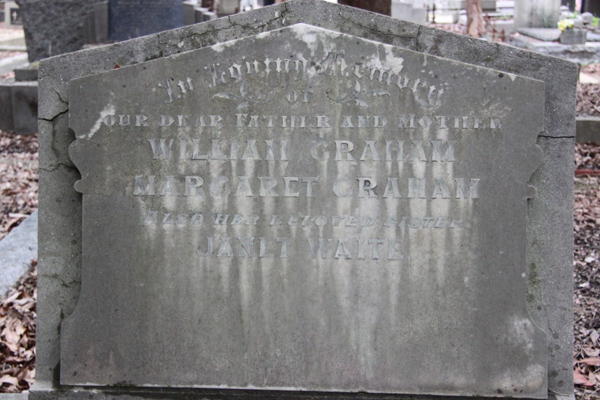 In Loving Memory
OF
OUR DEAR FATHER AND MOTHER
WILLIAM GRAHAM
MARGARET GRAHAM
ALSO HER BELOVED SISTER
JANET WAITE.